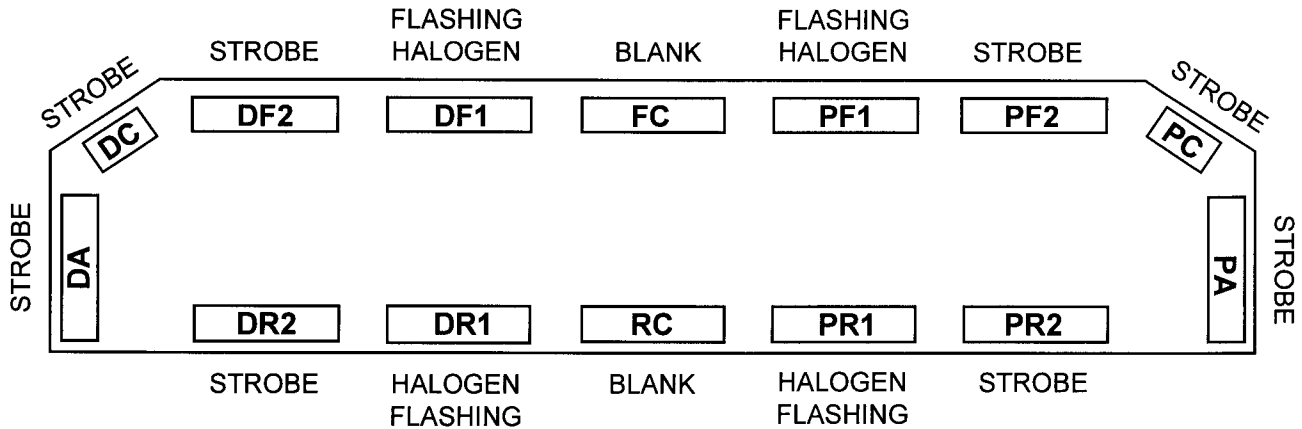 FLASHING FLASHING
STROBE HALOGEN BLANK HALOGEN STROBE
STROBE STROBE
DC DF2 DF1 FC PF1 PF2 PC
STROBE DA PA STROBE
DR2 DR1 RC PR1 PR2
STROBE HALOGEN BLANK HALOGEN STROBE
FLASHING FLASHING